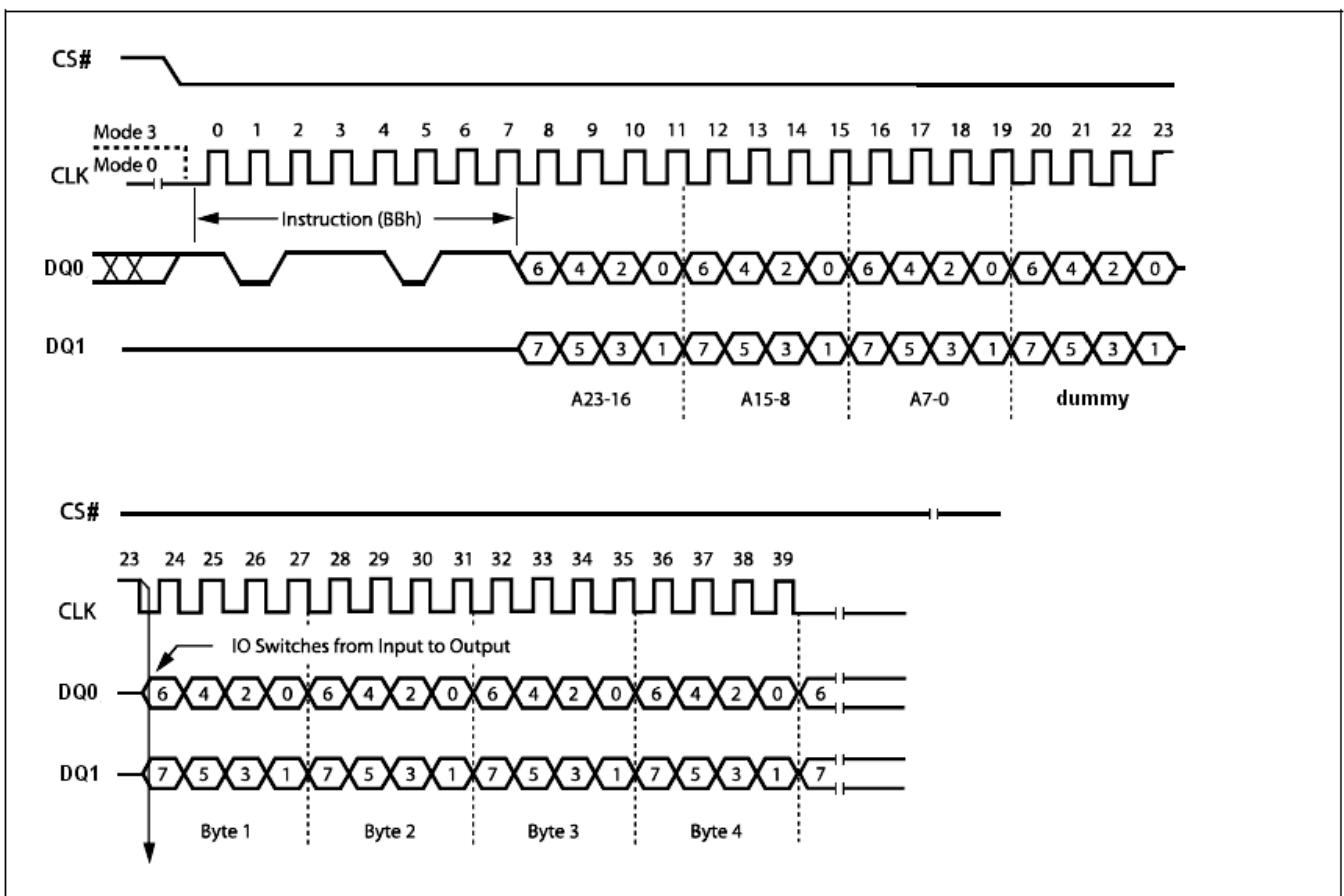 CS#
Mode 3 0 1 2 3 4 5 6 7 8 9 10 11 12 13 14 15 16 17 18 19 20 21 22 23
CLK Mode 0
Instruction (BBh)
DQ0 6 4 2 0 6 4 2 0 6 4 2 0 6 4 2 0
DQ1 7 5 3 1 7 5 3 1 7 5 3 1 7 5 3 1
A23-16 A15-8 A7-0 dummy
CS#
23 24 25 26 27 28 29 30 31 32 33 34 35 36 37 38 39
CLK
IO Switches from Input to Output
DQ0 6 4 2 0 6 4 2 0 6 4 2 0 6 4 2 0 6
DQ1 7 5 3 1 7 5 3 1 7 5 3 1 7 5 3 1 7
Byte 1 Byte 2 Byte 3 Byte 4